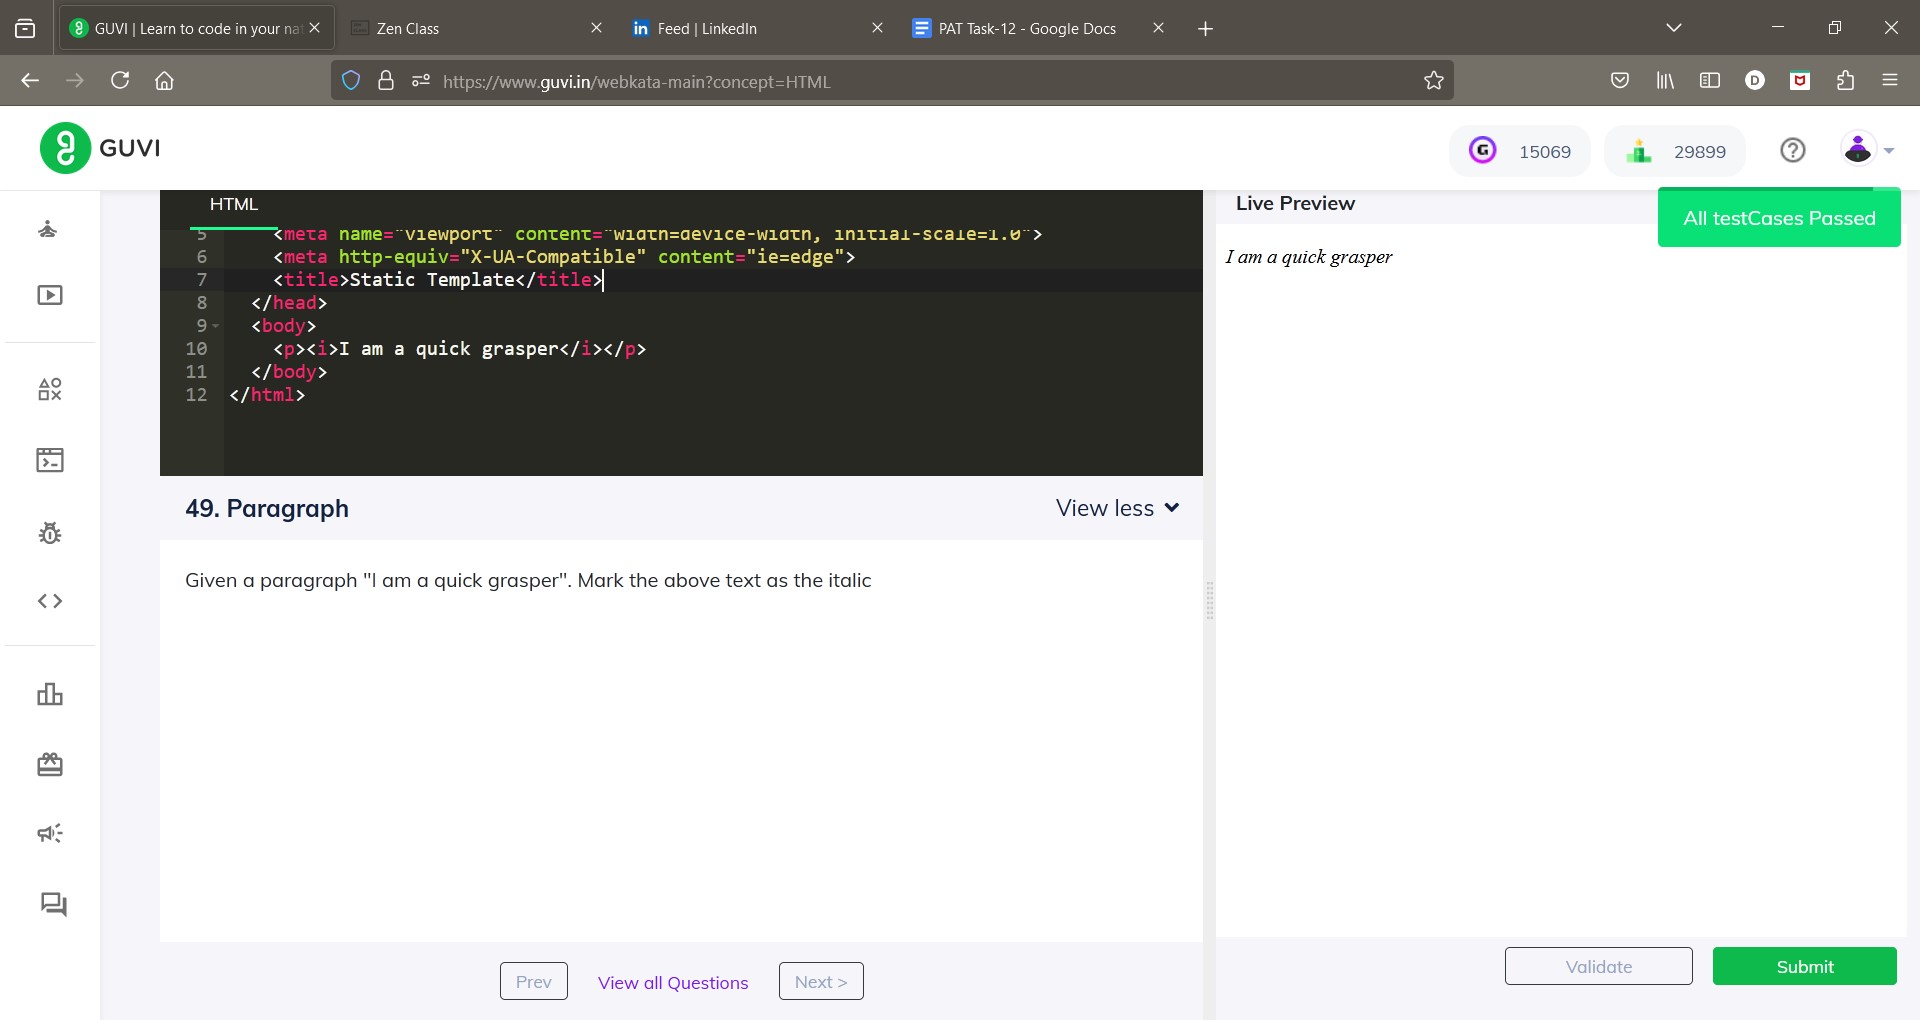 GUVI | Learn to code in your nat
Zen Class
Feed | LinkedIn
PAT Task-12 - Google Docs
https://www.guvi.in/webkata-main?concept=HTML
D
GUVI
G 15069
29899
HTML
Live Preview
All testCases Passed
5 <meta name="viewport" content="width=device-width, initial-scale=1.0">
6 <meta http-equiv="X-UA-Compatible" content="ie=edge">
7 <title>Static Template</title>
8 </head>
9 <body>
10 <p><i>I am a quick grasper</i></p>
11 </body>
12 </html>
I am a quick grasper
49. Paragraph
View less
Given a paragraph "I am a quick grasper". Mark the above text as the italic
Prev
View all Questions
Next >
Validate
Submit